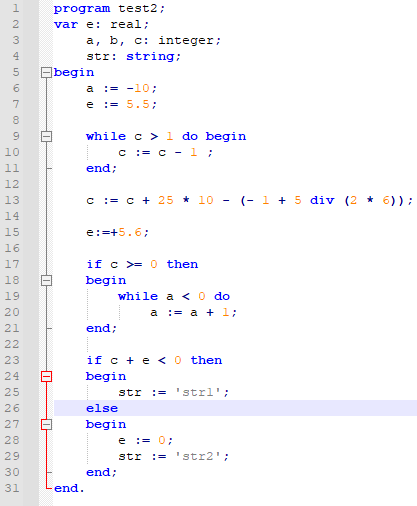 1 program test2;
2 var e: real;
3     a, b, c: integer;
4     str: string;
5 begin
6     a := -10;
7     e := 5.5;
8
9     while c > 1 do begin
10         c := c - 1 ;
11     end;
12
13     c := c + 25 * 10 - (- 1 + 5 div (2 * 6));
14
15     e:=+5.6;
16
17     if c >= 0 then
18     begin
19         while a < 0 do
20             a := a + 1;
21     end;
22
23     if c + e < 0 then
24     begin
25         str := 'str1';
26     else
27     begin
28         e := 0;
29         str := 'str2';
30     end;
31 end.